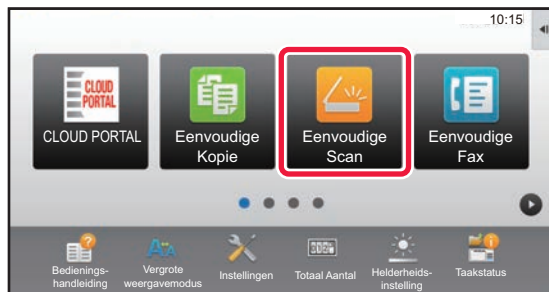 10:15
CLOUD
PORTAL
CLOUD PORTAL
Eenvoudige
Kopie
Eenvoudige
Scan
Eenvoudige
Fax
Bedienings-
handleiding
Vergrote
weergavemodus
Instellingen
Totaal Aantal
Helderheids-
instelling
Taakstatus